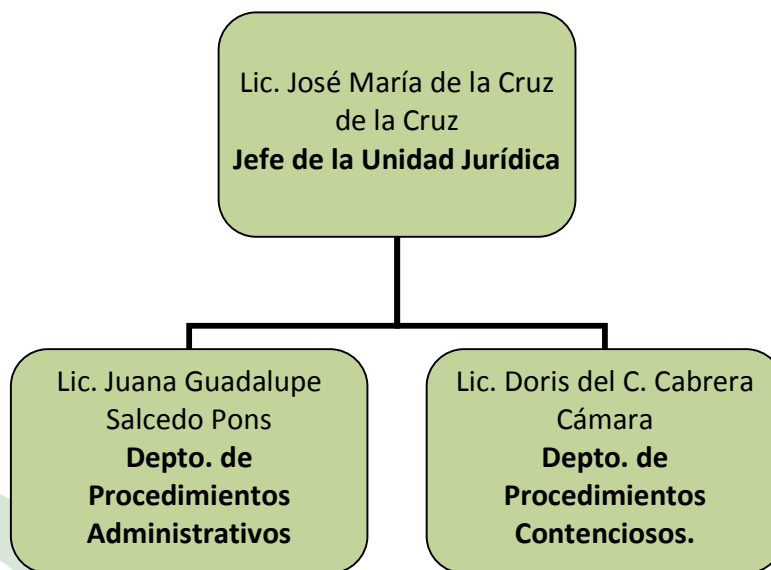 Lic. José María de la Cruz
de la Cruz
Jefe de la Unidad Jurídica
Lic. Juana Guadalupe
Salcedo Pons
Depto. de
Procedimientos
Administrativos
Lic. Doris del C. Cabrera
Cámara
Depto. de
Procedimientos
Contenciosos.